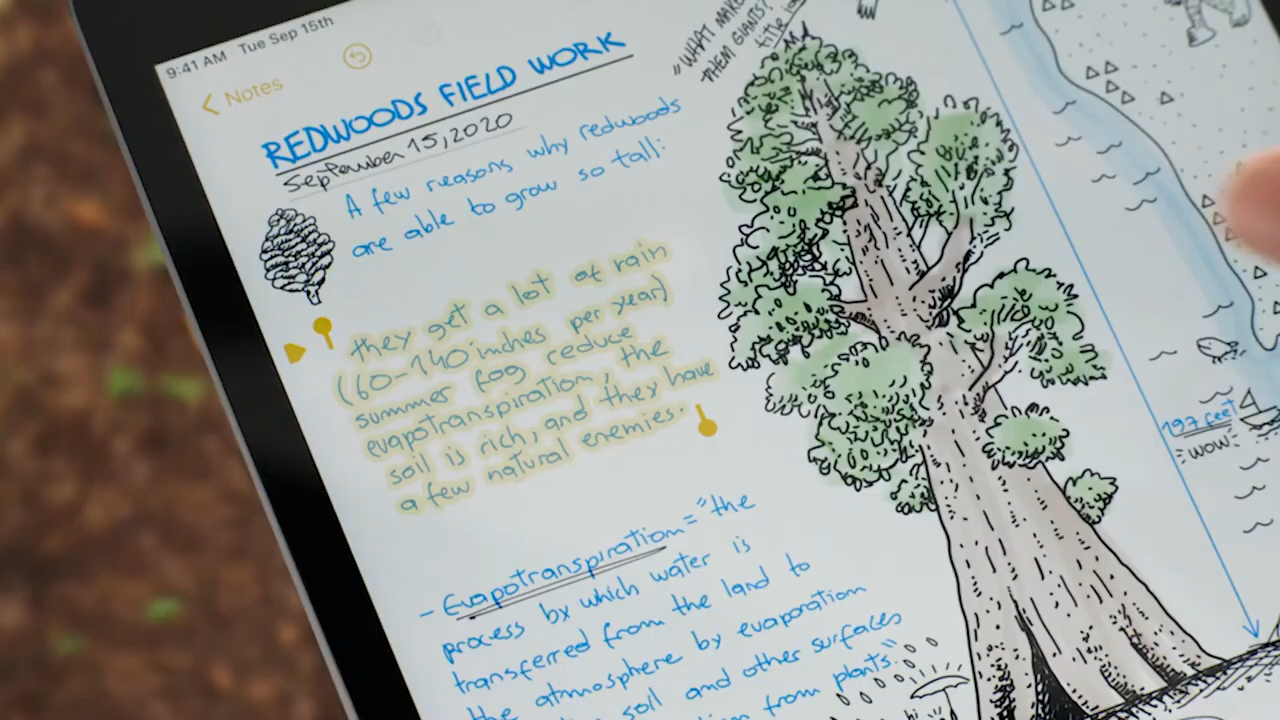 9:41 AM Tue Sep 15th
Notes
REDWOODS FIELD WORK
September 15, 2020
A few reasons why redwoods
are able to grow so tall:
they get a lot of rain
(60-140 inches per year)
summer fog reduce
evapotranspiration, the
soil is rich, and they have
a few natural enemies.
- Evapotranspiration = "the
process by which water is
transferred from the land to
the atmosphere by evaporation
soil and other surfaces
from plants."
"WHAT MAKES
THEM GIANTS?"
title
197 feet
WOW
hi